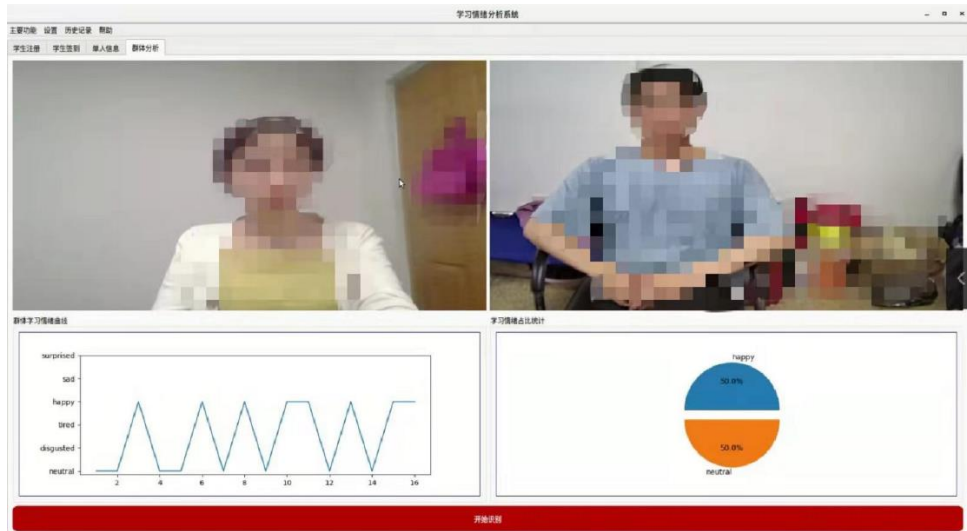 学习情绪分析系统
主要功能 设置 历史记录 帮助
学生注册 学生签到 单人信息 群体分析
群体学习情绪曲线
学习情绪占比统计
surprised
sad
happy
tired
disgusted
neutral
2 4 6 8 10 12 14 16
happy
50.0%
50.0%
neutral
开始识别